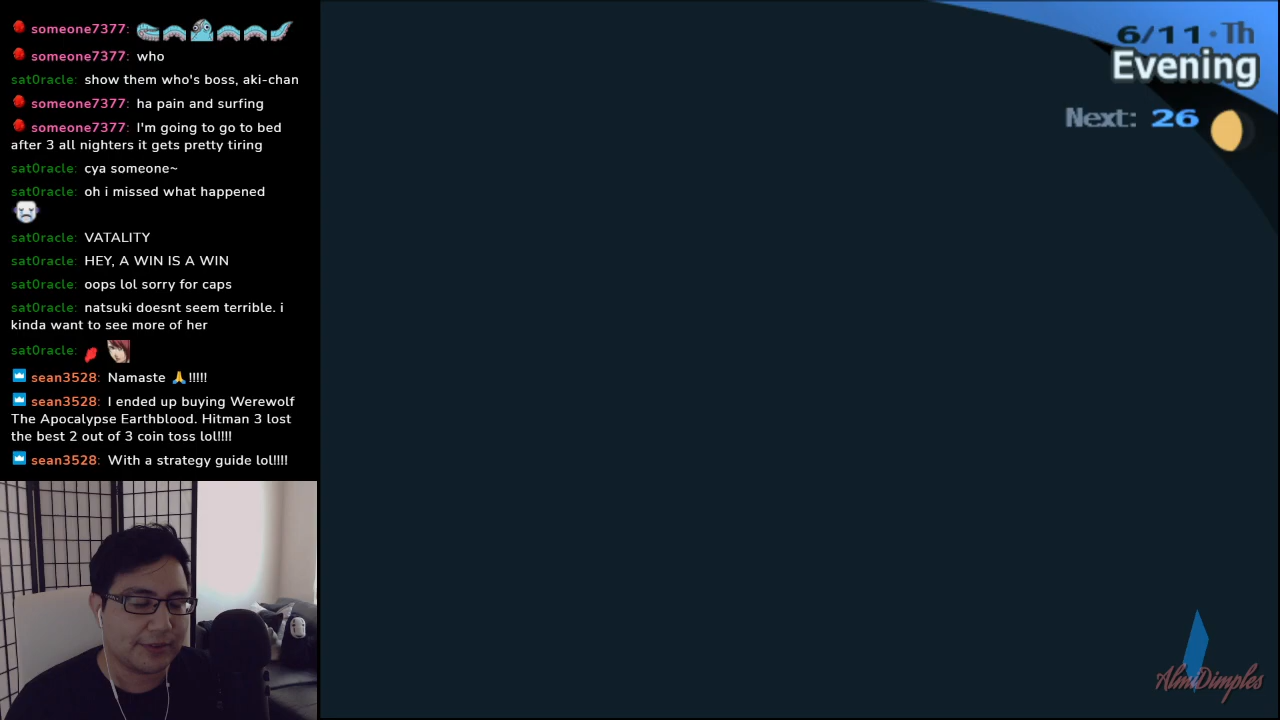 someone7377:
someone7377: who
sat0racle: show them who's boss, aki-chan
someone7377: ha pain and surfing
someone7377: I'm going to go to bed
after 3 all nighters it gets pretty tiring
sat0racle: cya someone~
sat0racle: oh i missed what happened
sat0racle: VATALITY
sat0racle: HEY, A WIN IS A WIN
sat0racle: oops lol sorry for caps
sat0racle: natsuki doesnt seem terrible. i
kinda want to see more of her
sat0racle:
sean3528: Namaste 🙏!!!!!
sean3528: I ended up buying Werewolf
The Apocalypse Earthblood. Hitman 3 lost
the best 2 out of 3 coin toss lol!!!!
sean3528: With a strategy guide lol!!!!
6/11·Th
Evening
Next: 26
AlmiDimples